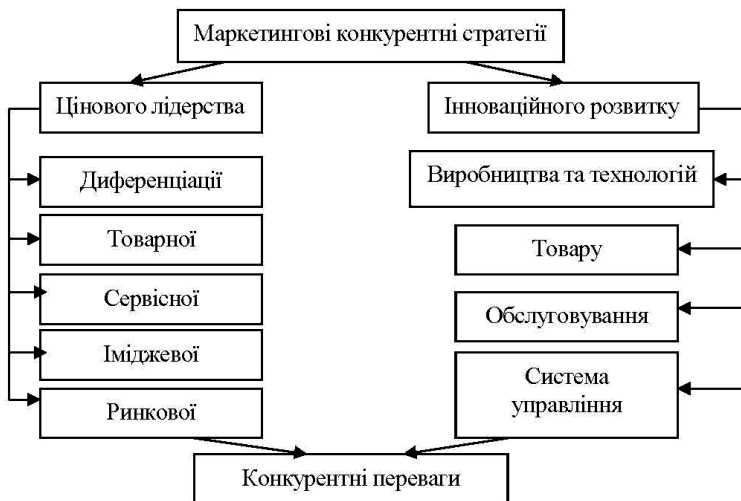 Маркетингові конкурентні стратегії
Цінового лідерства
Інноваційного розвитку
Диференціації
Виробництва та технологій
Товарної
Товару
Сервісної
Обслуговування
Іміджевої
Система
управління
Ринкової
Конкурентні переваги